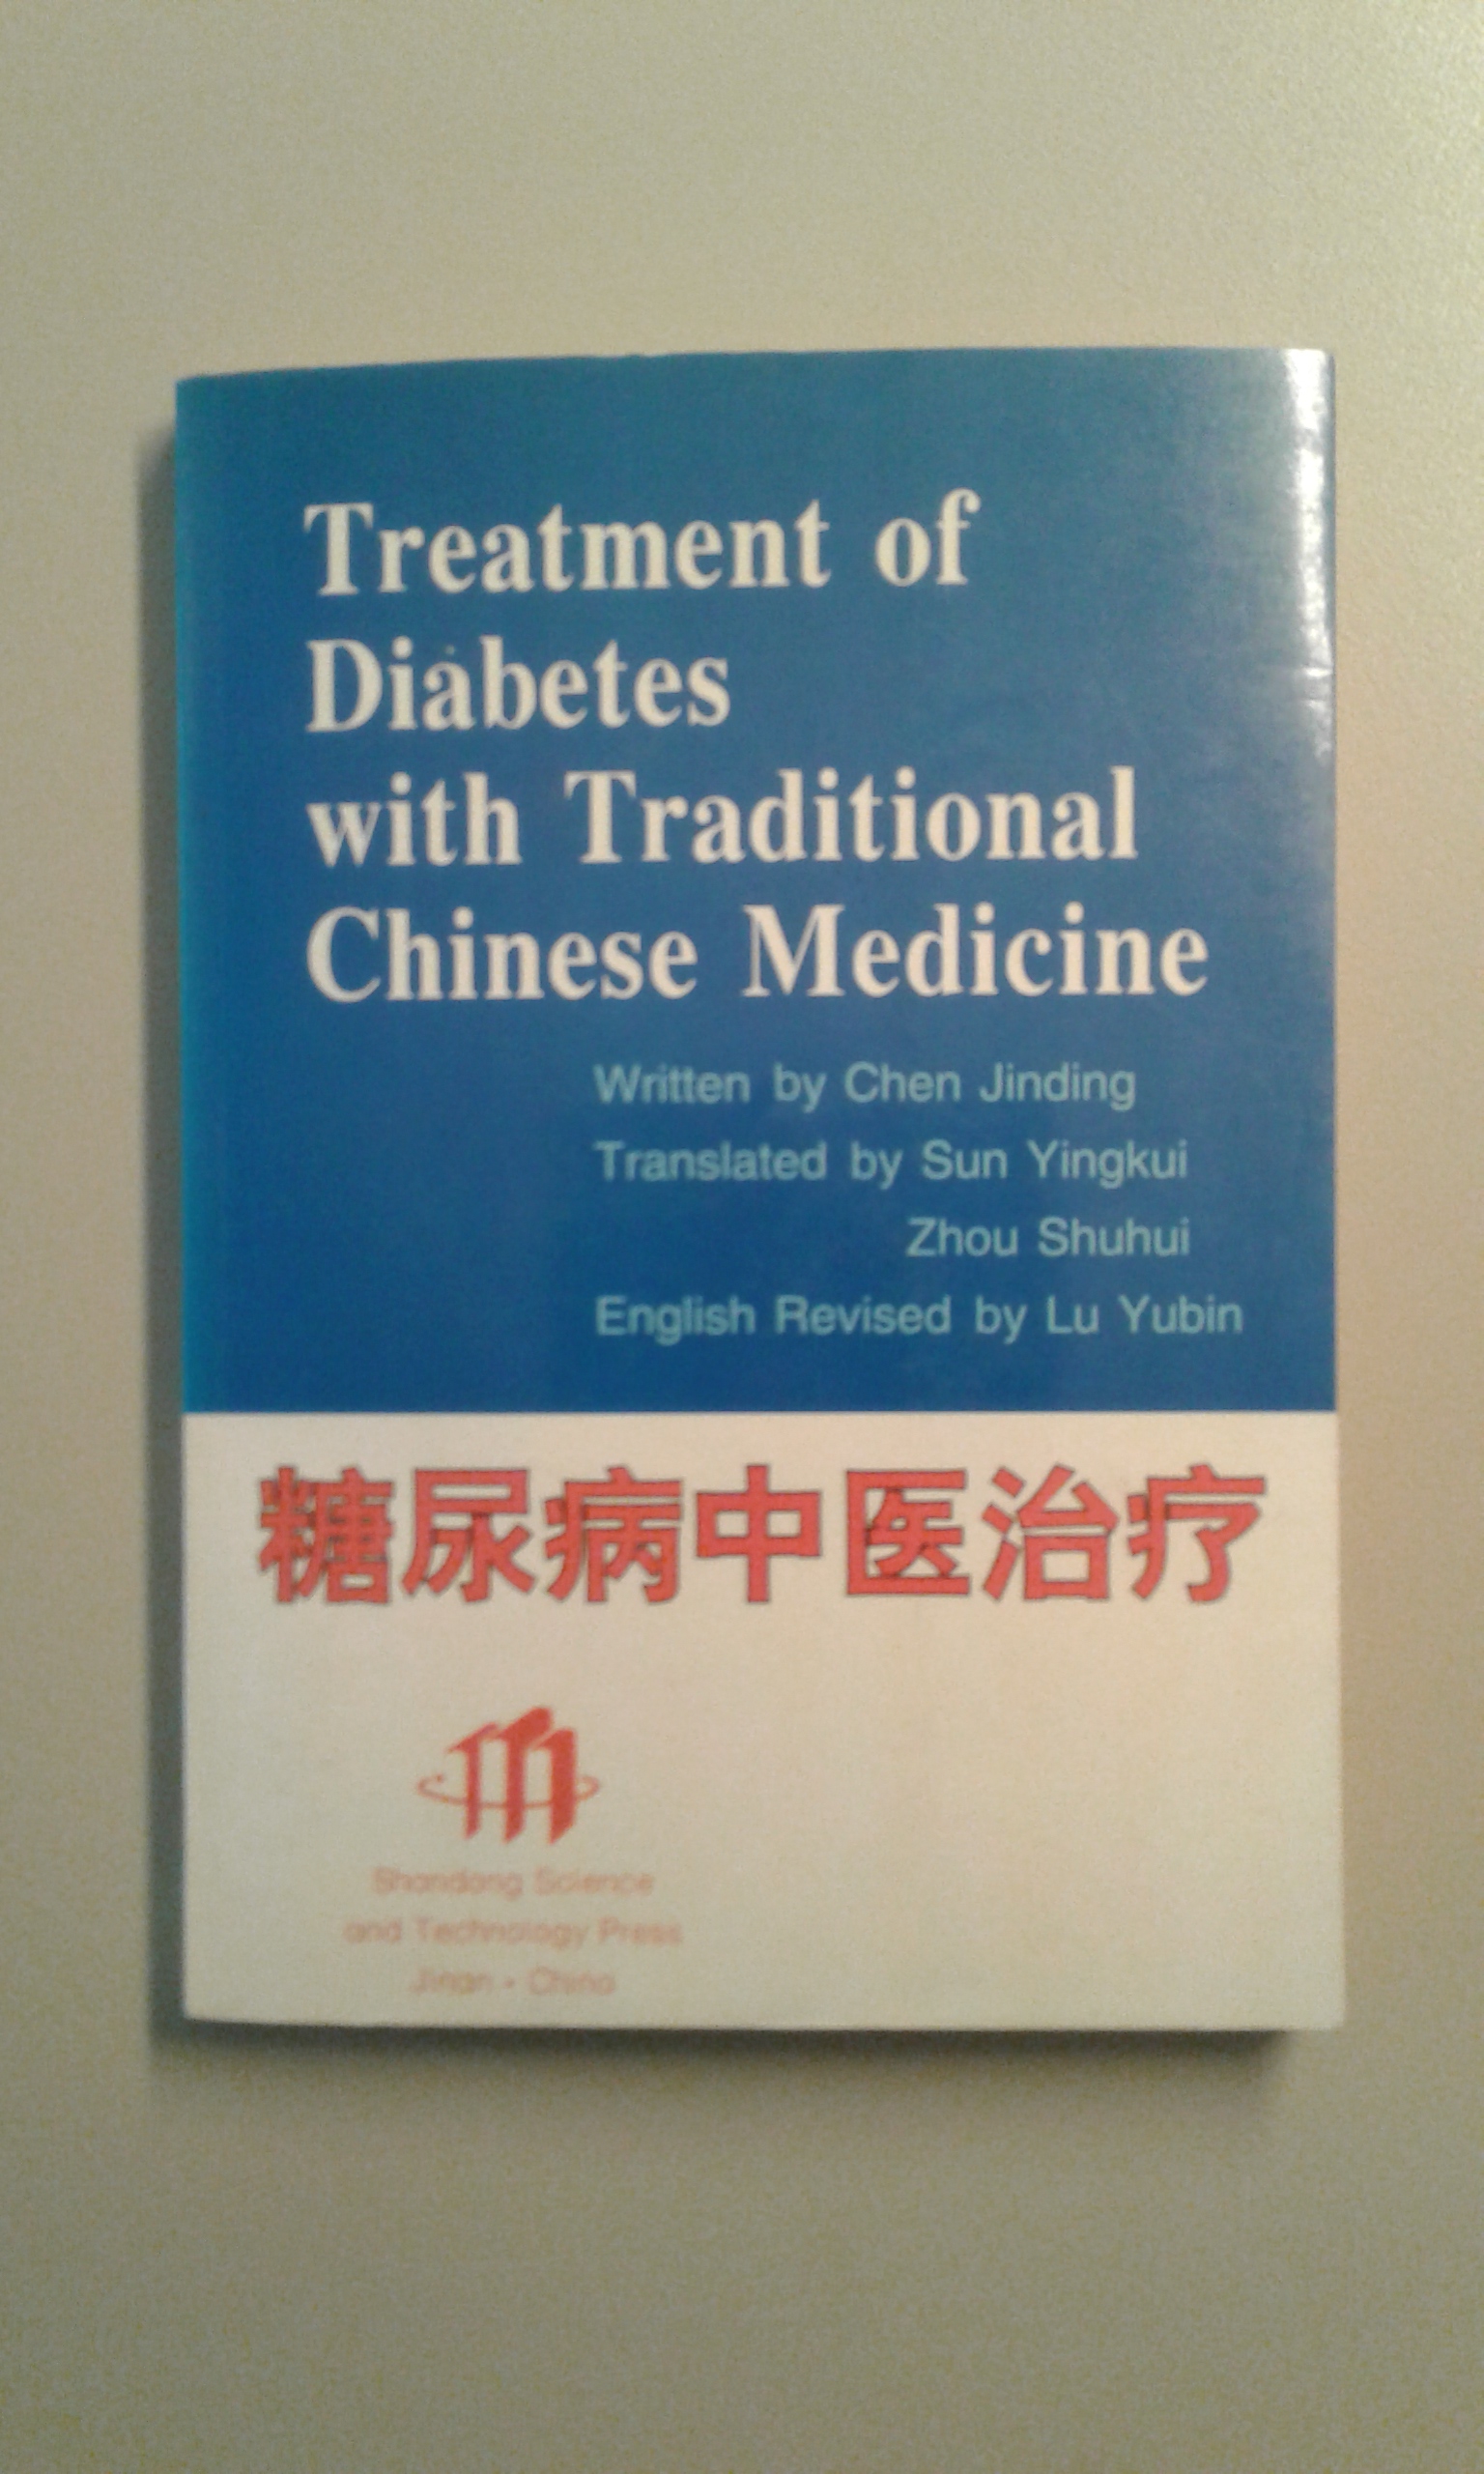 Treatment of
Diabetes
with Traditional
Chinese Medicine
Written by Chen Jinding
Translated by Sun Yingkui
Zhou Shuhui
English Revised by Lu Yubin
糖尿病中医治疗
Shandong Science
and Technology Press
Jinan · China